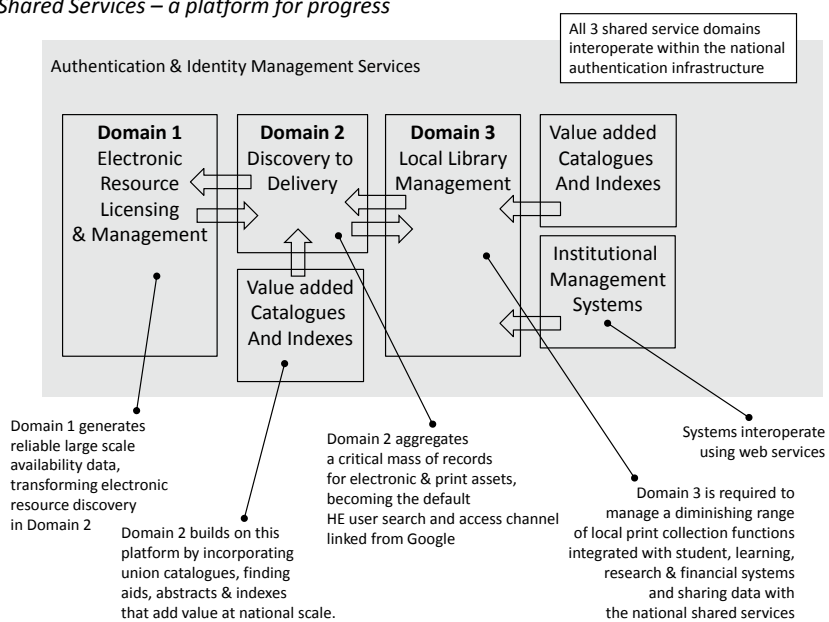 Shared Services – a platform for progress
All 3 shared service domains
interoperate within the national
authentication infrastructure
Authentication & Identity Management Services
Domain 1
Electronic
Resource
Licensing
& Management
Domain 2
Discovery to
Delivery
Domain 3
Local Library
Management
Value added
Catalogues
And Indexes
Institutional
Management
Systems
Value added
Catalogues
And Indexes
Domain 1 generates
reliable large scale
availability data,
transforming electronic
resource discovery
in Domain 2
Domain 2 builds on this
platform by incorporating
union catalogues, finding
aids, abstracts & indexes
that add value at national scale.
Domain 2 aggregates
a critical mass of records
for electronic & print assets,
becoming the default
HE user search and access channel
linked from Google
Systems interoperate
using web services
Domain 3 is required to
manage a diminishing range
of local print collection functions
integrated with student, learning,
research & financial systems
and sharing data with
the national shared services